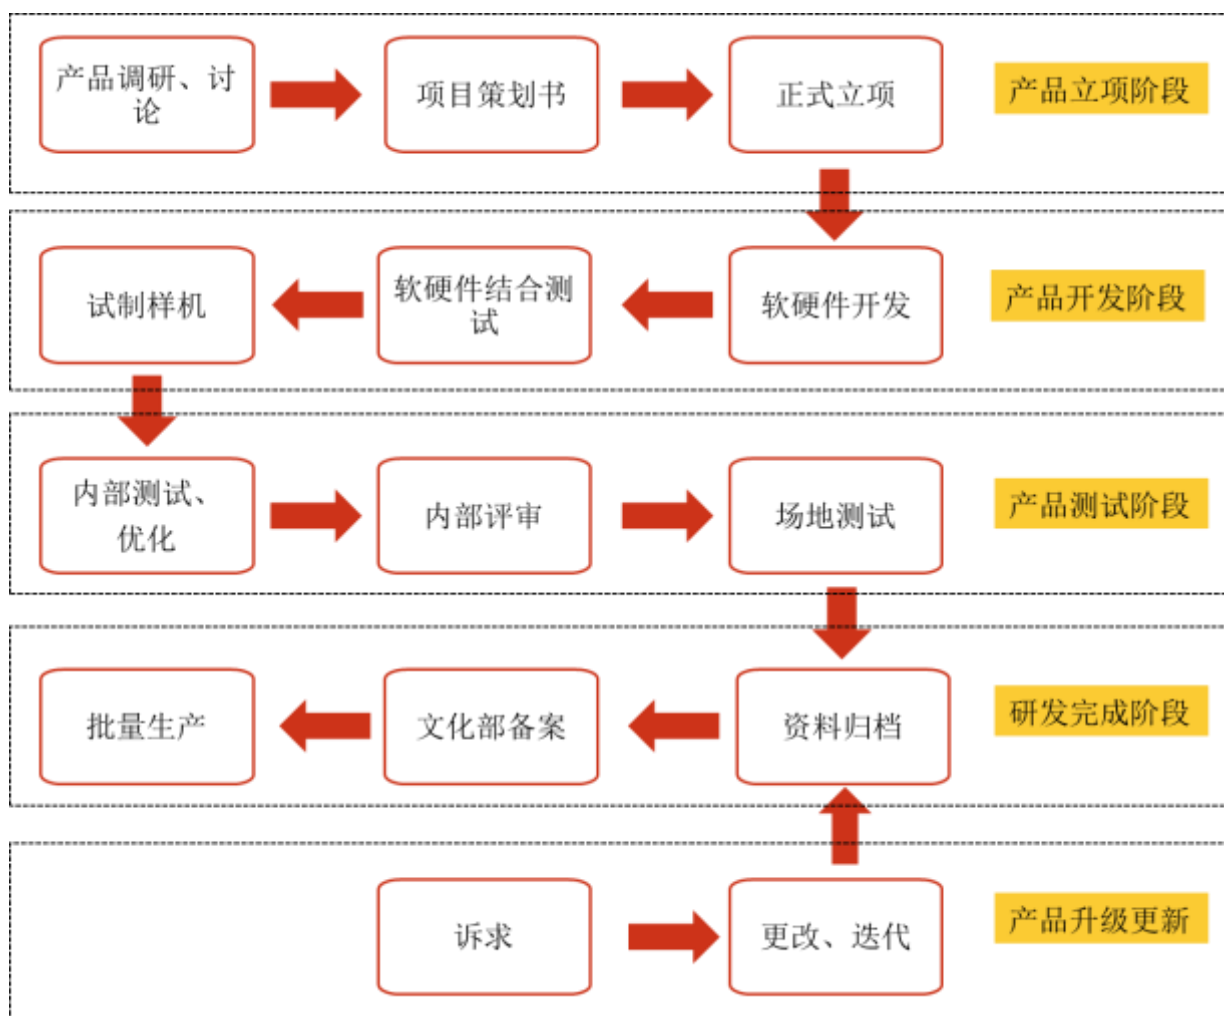 产品调研、讨
论
项目策划书
正式立项
产品立项阶段
试制样机
软硬件结合测
试
软硬件开发
产品开发阶段
内部测试、
优化
内部评审
场地测试
产品测试阶段
批量生产
文化部备案
资料归档
研发完成阶段
诉求
更改、迭代
产品升级更新